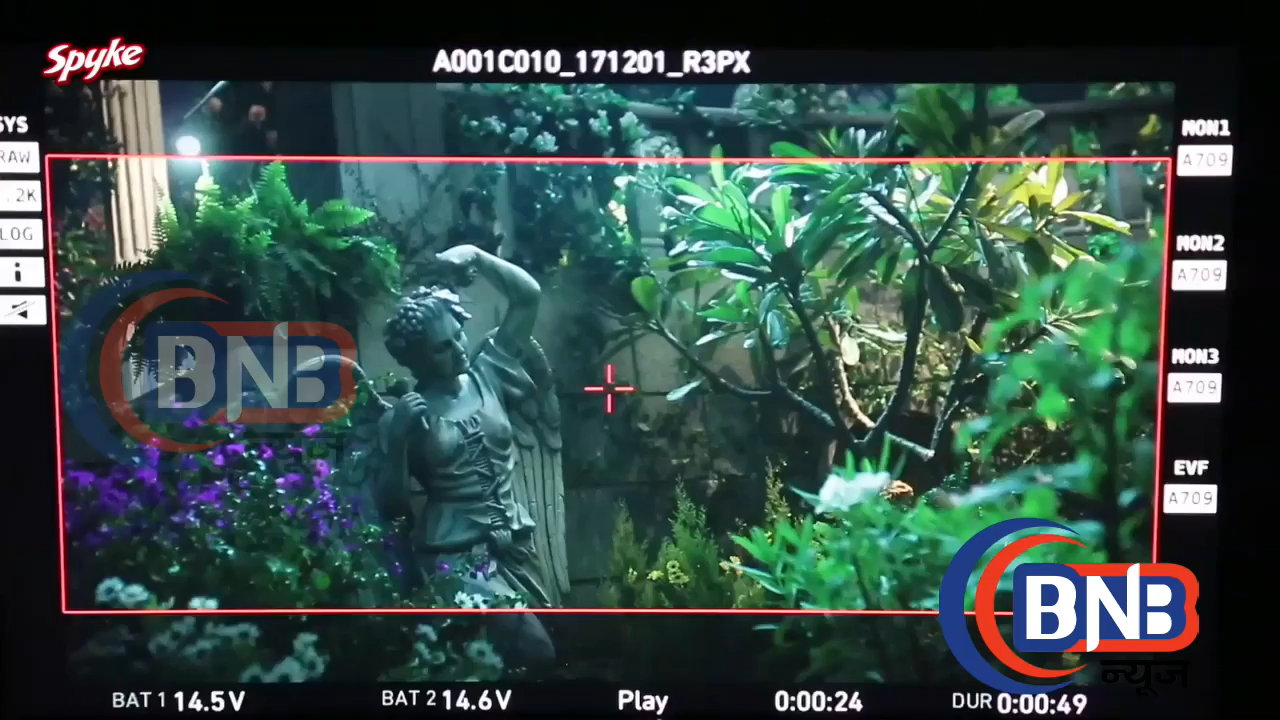 Spyke
A001C010_171201_R3PX
SYS
RAW
.2K
LOG
i
MON1
A709
MON2
A709
MON3
A709
EVF
A709
BNB
न्यूज
BNB
न्यूज
BAT 1 14.5V
BAT 2 14.6V
Play
0:00:24
DUR 0:00:49